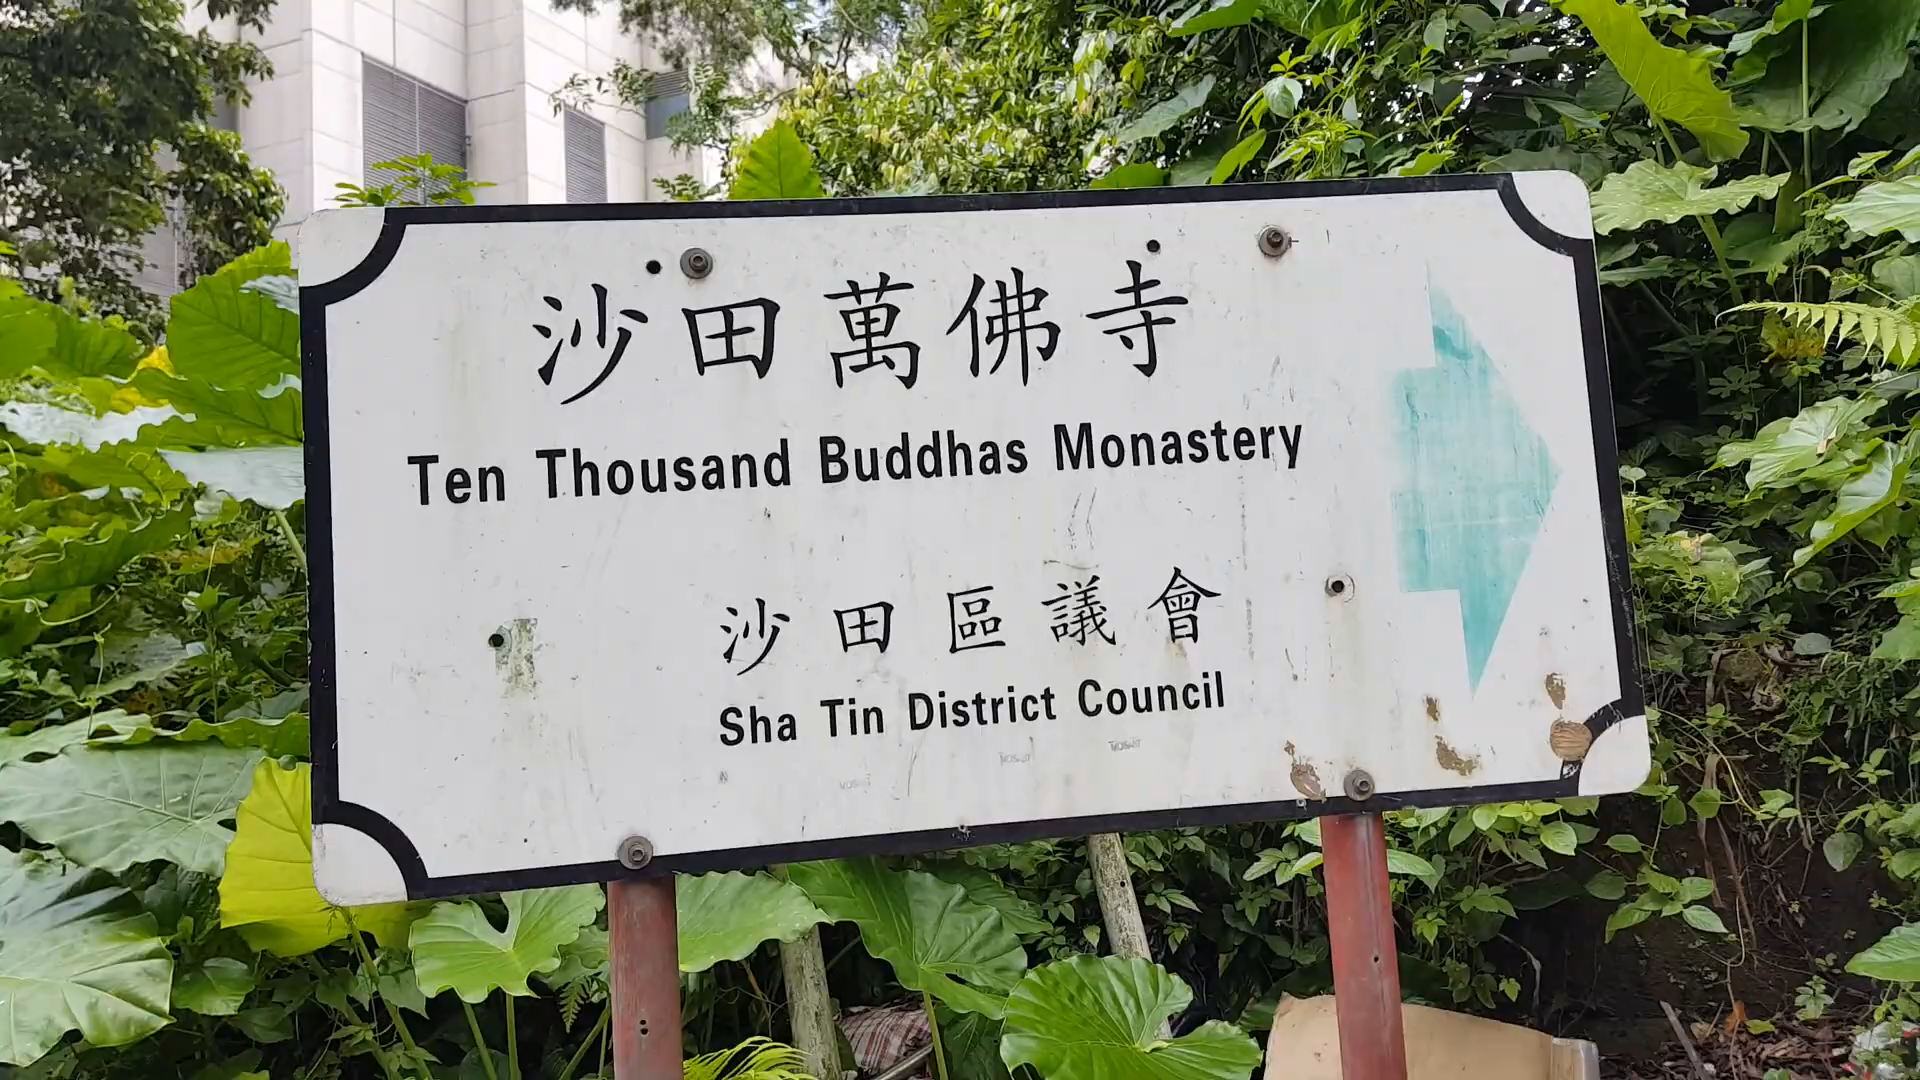 沙田萬佛寺
Ten Thousand Buddhas Monastery
沙田區議會
Sha Tin District Council